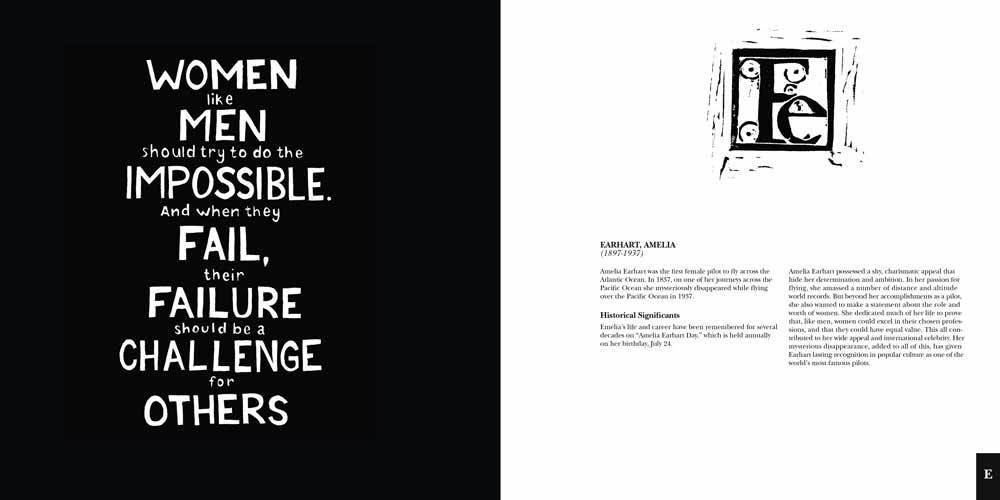 WOMEN
like
MEN
should try to do the
IMPOSSIBLE.
And when they
FAIL,
their
FAILURE
should be a
CHALLENGE
for
OTHERS
Fe
EARHART, AMELIA
(1897-1937)
Amelia Earhart was the first female pilot to fly across the
Atlantic Ocean. In 1837, on one of her journeys across the
Pacific Ocean she mysteriously disappeared while flying
over the Pacific Ocean in 1937.
Historical Significants
Emelia's life and career have been remembered for several
decades on “Amelia Earhart Day,” which is held annually
on her birthday, July 24.
Amelia Earhart possessed a shy, charismatic appeal that
hide her determination and ambition. In her passion for
flying, she amassed a number of distance and altitude
world records. But beyond her accomplishments as a pilot,
she also wanted to make a statement about the role and
worth of women. She dedicated much of her life to prove
that, like men, women could excel in their chosen profes-
sions, and that they could have equal value. This all con-
tributed to her wide appeal and international celebrity. Her
mysterious disappearance, added to all of this, has given
Earhart lasting recognition in popular culture as one of the
world's most famous pilots.
E